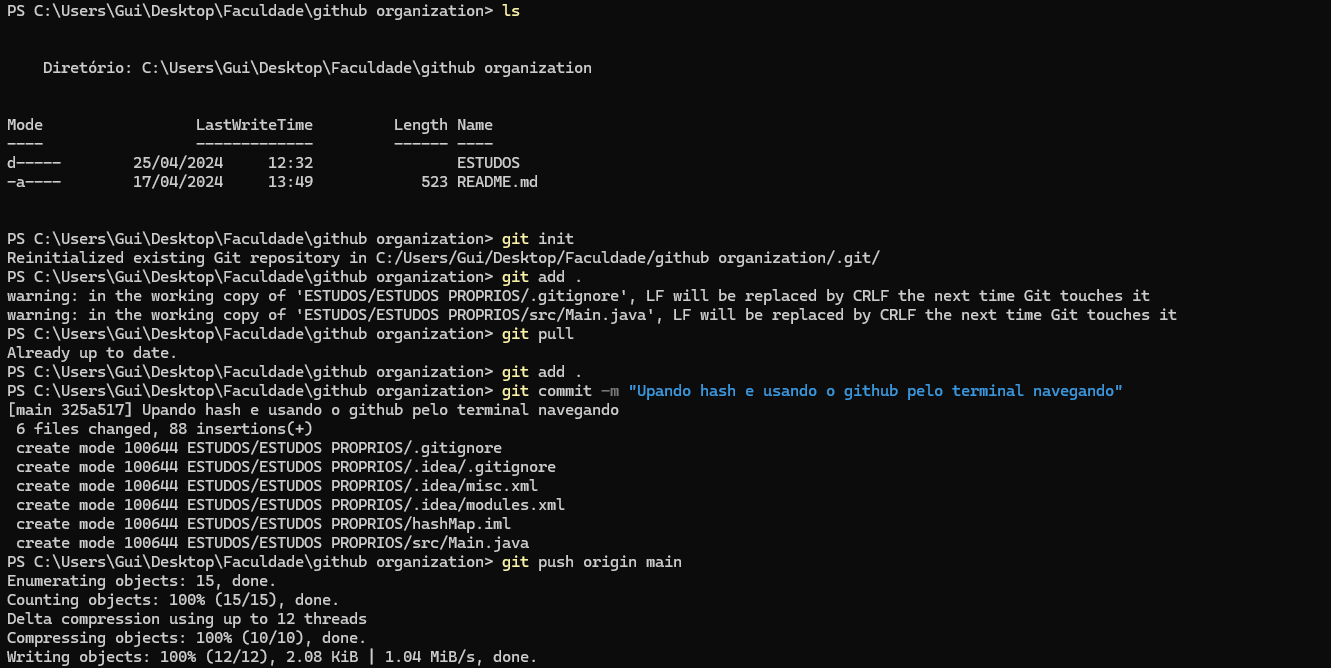 PS C:\Users\Gui\Desktop\Faculdade\github organization> ls
Diretório: C:\Users\Gui\Desktop\Faculdade\github organization
Mode                 LastWriteTime         Length Name
----                 -------------         ------ ----
d-----        25/04/2024     12:32                ESTUDOS
-a----        17/04/2024     13:49            523 README.md
PS C:\Users\Gui\Desktop\Faculdade\github organization> git init
Reinitialized existing Git repository in C:/Users/Gui/Desktop/Faculdade/github organization/.git/
PS C:\Users\Gui\Desktop\Faculdade\github organization> git add .
warning: in the working copy of 'ESTUDOS/ESTUDOS PROPRIOS/.gitignore', LF will be replaced by CRLF the next time Git touches it
warning: in the working copy of 'ESTUDOS/ESTUDOS PROPRIOS/src/Main.java', LF will be replaced by CRLF the next time Git touches it
PS C:\Users\Gui\Desktop\Faculdade\github organization> git pull
Already up to date.
PS C:\Users\Gui\Desktop\Faculdade\github organization> git add .
PS C:\Users\Gui\Desktop\Faculdade\github organization> git commit -m "Upando hash e usando o github pelo terminal navegando"
[main 325a517] Upando hash e usando o github pelo terminal navegando
 6 files changed, 88 insertions(+)
 create mode 100644 ESTUDOS/ESTUDOS PROPRIOS/.gitignore
 create mode 100644 ESTUDOS/ESTUDOS PROPRIOS/.idea/.gitignore
 create mode 100644 ESTUDOS/ESTUDOS PROPRIOS/.idea/misc.xml
 create mode 100644 ESTUDOS/ESTUDOS PROPRIOS/.idea/modules.xml
 create mode 100644 ESTUDOS/ESTUDOS PROPRIOS/hashMap.iml
 create mode 100644 ESTUDOS/ESTUDOS PROPRIOS/src/Main.java
PS C:\Users\Gui\Desktop\Faculdade\github organization> git push origin main
Enumerating objects: 15, done.
Counting objects: 100% (15/15), done.
Delta compression using up to 12 threads
Compressing objects: 100% (10/10), done.
Writing objects: 100% (12/12), 2.08 KiB | 1.04 MiB/s, done.